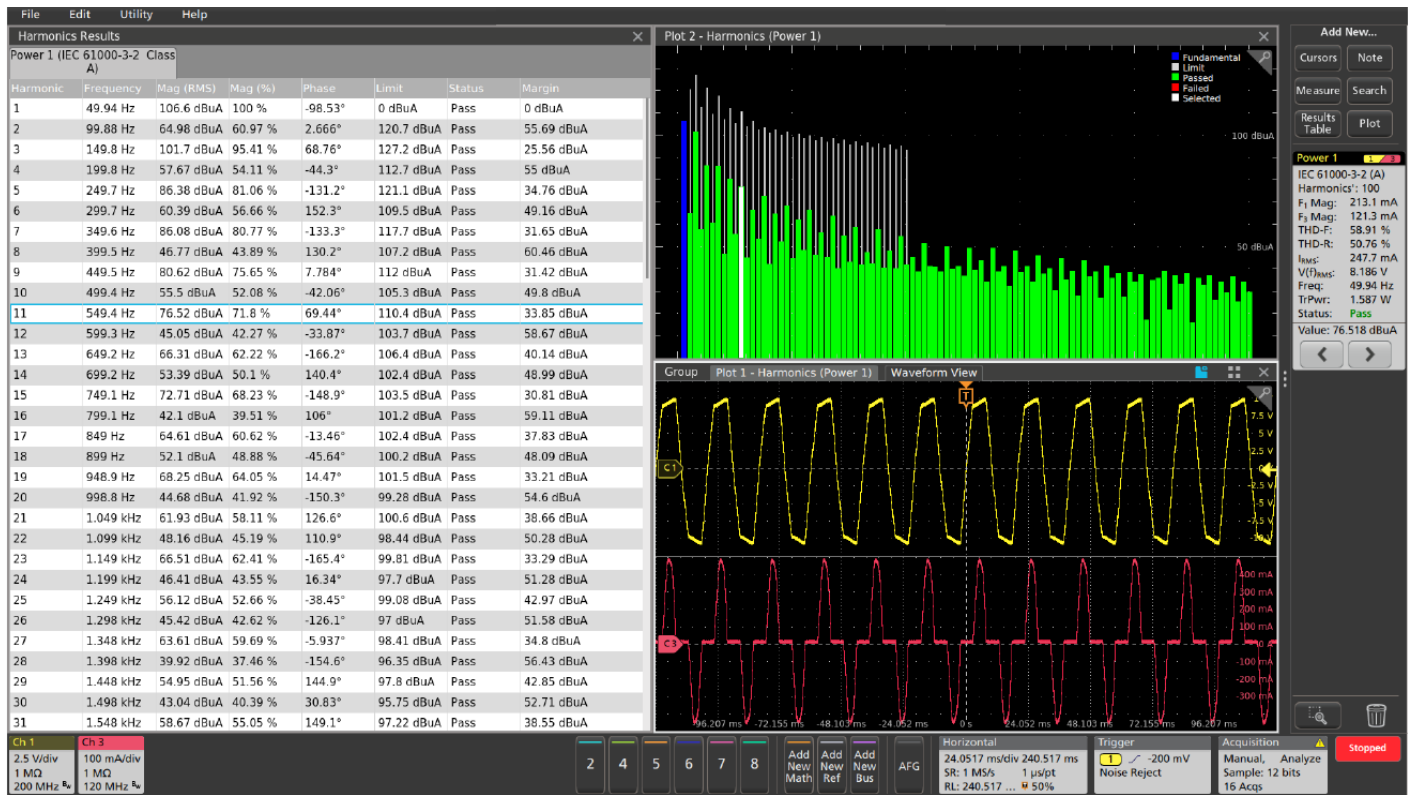 File Edit Utility Help
Harmonics Results
Power 1 (IEC 61000-3-2 Class
A)
Harmonic Frequency Mag (RMS) Mag (%) Phase Limit Status Margin
1 49.94 Hz 106.6 dBuA 100 % -98.53° 0 dBuA Pass 0 dBuA
2 99.88 Hz 64.98 dBuA 60.97 % 2.666° 120.7 dBuA Pass 55.69 dBuA
3 149.8 Hz 101.7 dBuA 95.41 % 68.76° 127.2 dBuA Pass 25.56 dBuA
4 199.8 Hz 57.67 dBuA 54.11 % -44.3° 112.7 dBuA Pass 55 dBuA
5 249.7 Hz 86.38 dBuA 81.06 % -131.2° 121.1 dBuA Pass 34.76 dBuA
6 299.7 Hz 60.39 dBuA 56.66 % 152.3° 109.5 dBuA Pass 49.16 dBuA
7 349.6 Hz 86.08 dBuA 80.77 % -133.3° 117.7 dBuA Pass 31.65 dBuA
8 399.5 Hz 46.77 dBuA 43.89 % 130.2° 107.2 dBuA Pass 60.46 dBuA
9 449.5 Hz 80.62 dBuA 75.65 % 7.784° 112 dBuA Pass 31.42 dBuA
10 499.4 Hz 55.5 dBuA 52.08 % -42.06° 105.3 dBuA Pass 49.8 dBuA
11 549.4 Hz 76.52 dBuA 71.8 % 69.44° 110.4 dBuA Pass 33.85 dBuA
12 599.3 Hz 45.05 dBuA 42.27 % -33.87° 103.7 dBuA Pass 58.67 dBuA
13 649.2 Hz 66.31 dBuA 62.22 % -166.2° 106.4 dBuA Pass 40.14 dBuA
14 699.2 Hz 53.39 dBuA 50.1 % 140.4° 102.4 dBuA Pass 48.99 dBuA
15 749.1 Hz 72.71 dBuA 68.23 % -148.9° 103.5 dBuA Pass 30.81 dBuA
16 799.1 Hz 42.1 dBuA 39.51 % 106° 101.2 dBuA Pass 59.11 dBuA
17 849 Hz 64.61 dBuA 60.62 % -13.46° 102.4 dBuA Pass 37.83 dBuA
18 899 Hz 52.1 dBuA 48.88 % -45.64° 100.2 dBuA Pass 48.09 dBuA
19 948.9 Hz 68.25 dBuA 64.05 % 14.47° 101.5 dBuA Pass 33.21 dBuA
20 998.8 Hz 44.68 dBuA 41.92 % -150.3° 99.28 dBuA Pass 54.6 dBuA
21 1.049 kHz 61.93 dBuA 58.11 % 126.6° 100.6 dBuA Pass 38.66 dBuA
22 1.099 kHz 48.16 dBuA 45.19 % 110.9° 98.44 dBuA Pass 50.28 dBuA
23 1.149 kHz 66.51 dBuA 62.41 % -165.4° 99.81 dBuA Pass 33.29 dBuA
24 1.199 kHz 46.41 dBuA 43.55 % 16.34° 97.7 dBuA Pass 51.28 dBuA
25 1.249 kHz 56.12 dBuA 52.66 % -38.45° 99.08 dBuA Pass 42.97 dBuA
26 1.298 kHz 45.42 dBuA 42.62 % -126.1° 97 dBuA Pass 51.58 dBuA
27 1.348 kHz 63.61 dBuA 59.69 % -5.937° 98.41 dBuA Pass 34.8 dBuA
28 1.398 kHz 39.92 dBuA 37.46 % -154.6° 96.35 dBuA Pass 56.43 dBuA
29 1.448 kHz 54.95 dBuA 51.56 % 144.9° 97.8 dBuA Pass 42.85 dBuA
30 1.498 kHz 43.04 dBuA 40.39 % 30.83° 95.75 dBuA Pass 52.71 dBuA
31 1.548 kHz 58.67 dBuA 55.05 % 149.1° 97.22 dBuA Pass 38.55 dBuA
Plot 2 - Harmonics (Power 1)
Fundamental
Limit
Passed
Failed
Selected
100 dBuA
50 dBuA
Group Plot 1 - Harmonics (Power 1) Waveform View
T
7.5 V
5 V
2.5 V
C1
-2.5 V
-5 V
-7.5 V
-10 V
400 mA
300 mA
200 mA
100 mA
C3 0 A
-100 mA
-200 mA
-300 mA
-96.207 ms -72.155 ms -48.103 ms -24.052 ms 0 s 24.052 ms 48.103 ms 72.155 ms 96.207 ms
Add New...
Cursors Note
Measure Search
Results
Table Plot
Power 1 1 3
IEC 61000-3-2 (A)
Harmonics': 100
F₁ Mag: 213.1 mA
F₃ Mag: 121.3 mA
THD-F: 58.91 %
THD-R: 50.76 %
IRMS: 247.7 mA
V(f)RMS: 8.186 V
Freq: 49.94 Hz
TrPwr: 1.587 W
Status: Pass
Value: 76.518 dBuA
Ch 1
2.5 V/div
1 MΩ
200 MHz Bw
Ch 3
100 mA/div
1 MΩ
120 MHz Bw
2 4 5 6 7 8
Add
New
Math
Add
New
Ref
Add
New
Bus
AFG
Horizontal
24.0517 ms/div 240.517 ms
SR: 1 MS/s 1 µs/pt
RL: 240.517 ... 50%
Trigger
1 -200 mV
Noise Reject
Acquisition
Manual, Analyze
Sample: 12 bits
16 Acqs
Stopped